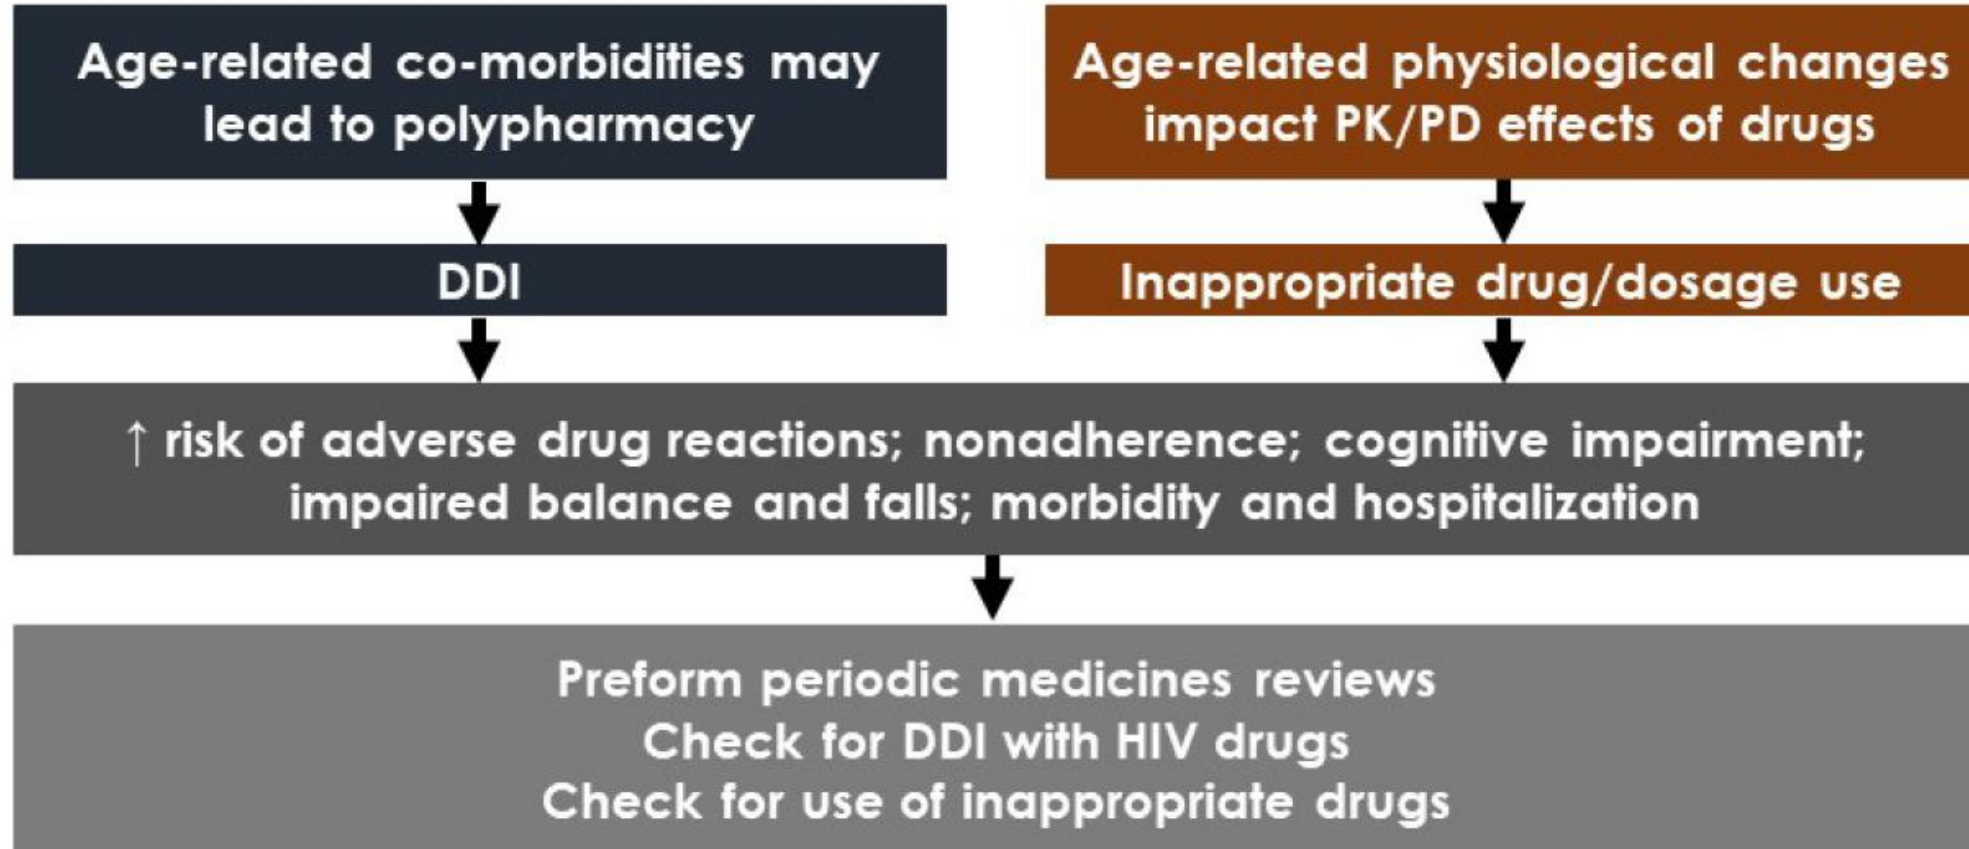 Age-related co-morbidities may
lead to polypharmacy
Age-related physiological changes
impact PK/PD effects of drugs
DDI
Inappropriate drug/dosage use
↑ risk of adverse drug reactions; nonadherence; cognitive impairment;
impaired balance and falls; morbidity and hospitalization
Preform periodic medicines reviews
Check for DDI with HIV drugs
Check for use of inappropriate drugs